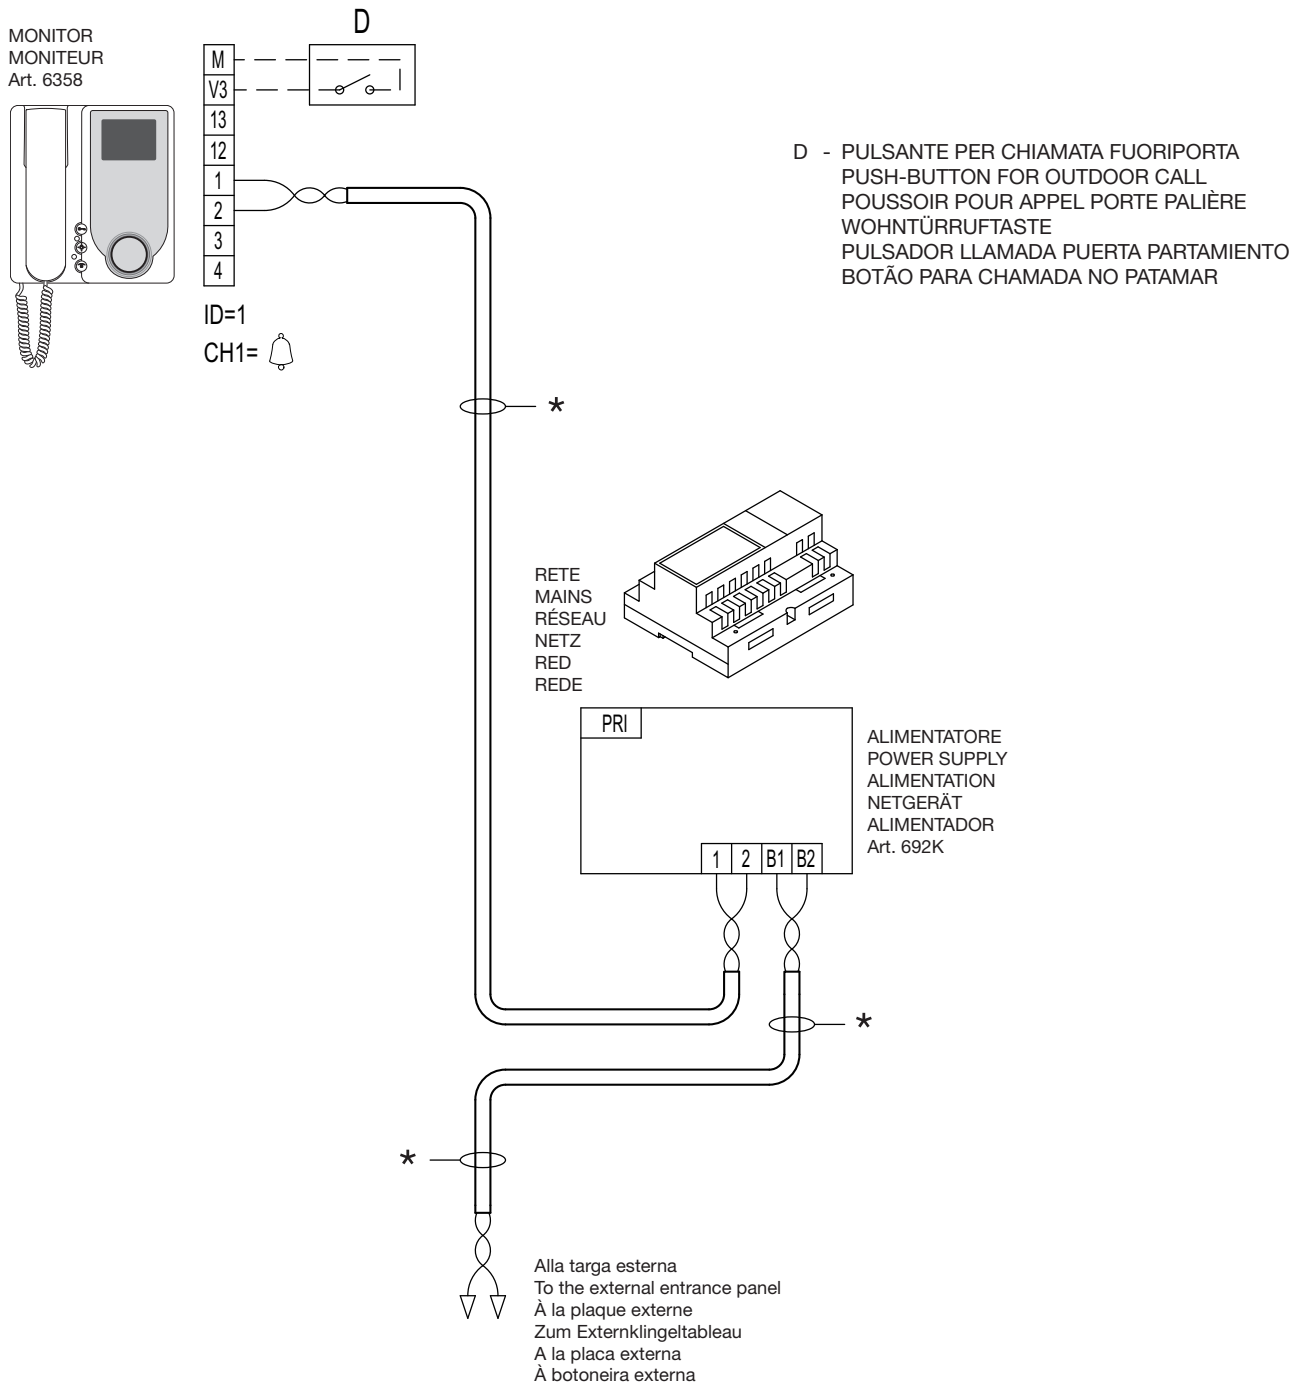 MONITOR
MONITEUR
Art. 6358
D
M
V3
13
12
1
2
3
4
ID=1
CH1=
D - PULSANTE PER CHIAMATA FUORIPORTA
PUSH-BUTTON FOR OUTDOOR CALL
POUSSOIR POUR APPEL PORTE PALIÈRE
WOHNTÜRRUFTASTE
PULSADOR LLAMADA PUERTA PARTAMIENTO
BOTÃO PARA CHAMADA NO PATAMAR
*
RETE
MAINS
RÉSEAU
NETZ
RED
REDE
PRI
ALIMENTATORE
POWER SUPPLY
ALIMENTATION
NETGERÄT
ALIMENTADOR
Art. 692K
1 2 B1 B2
*
*
Alla targa esterna
To the external entrance panel
À la plaque externe
Zum Externklingeltableau
A la placa externa
À botoneira externa